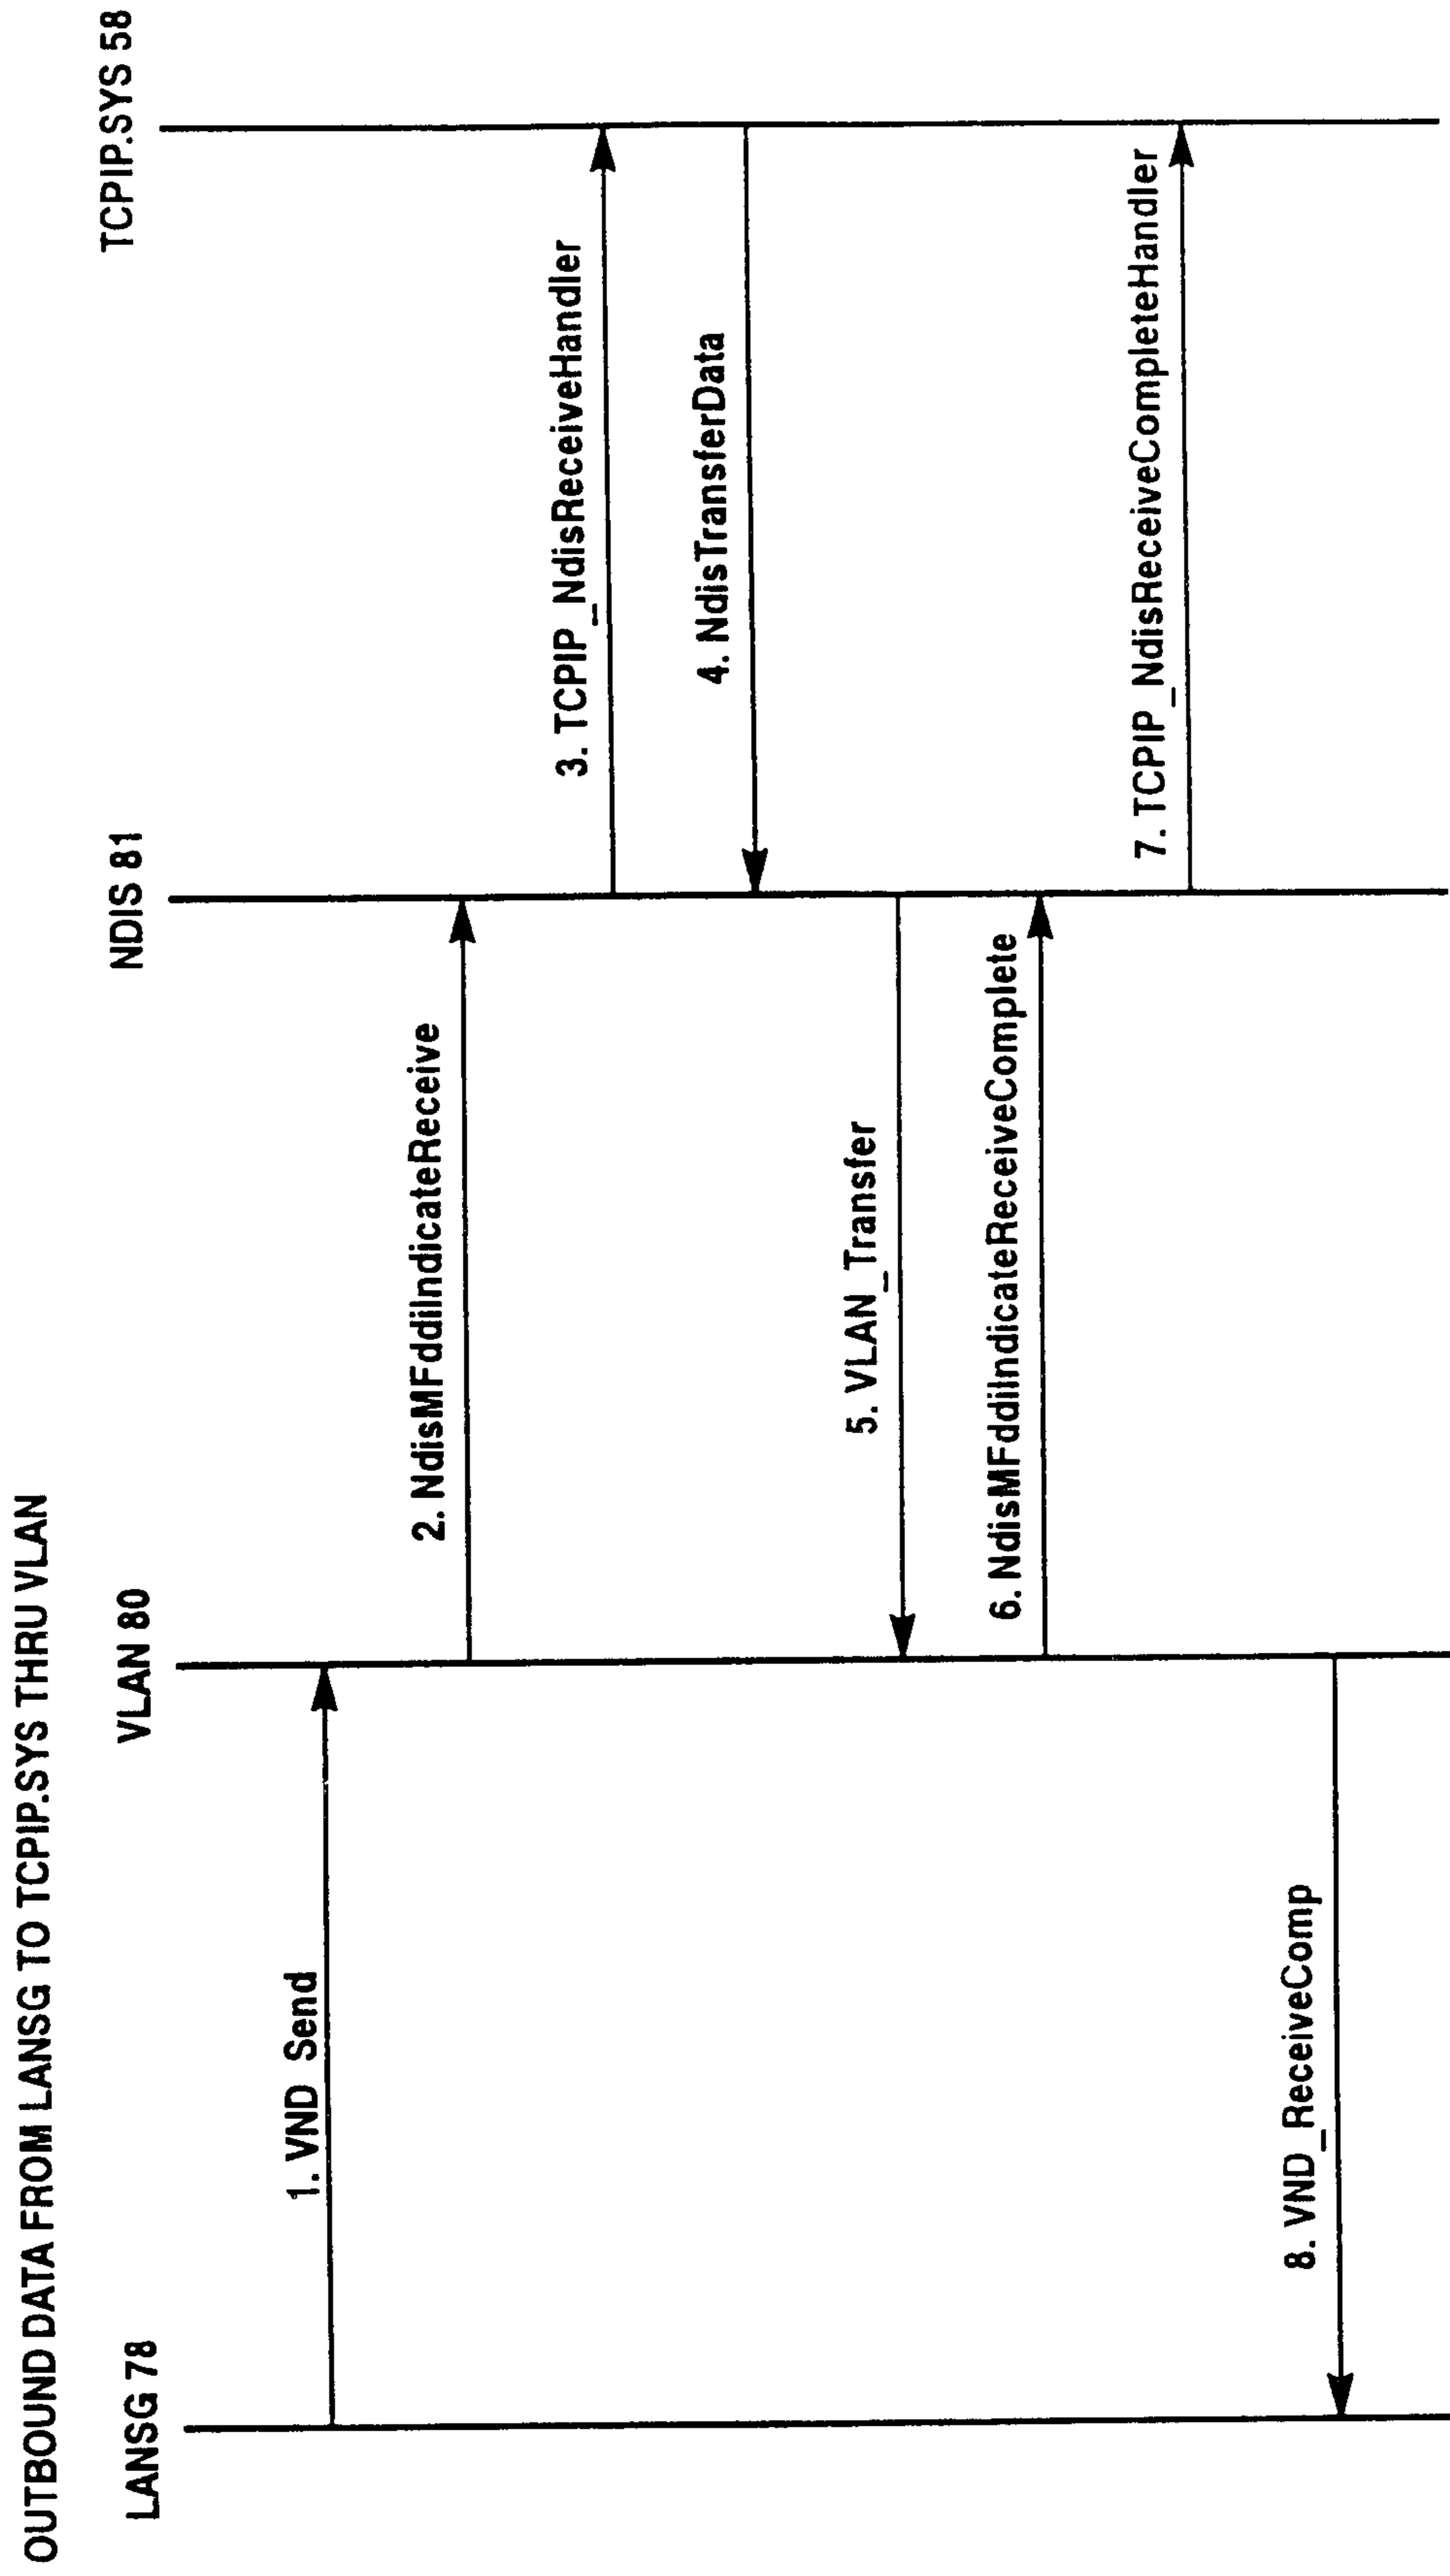 OUTBOUND DATA FROM LANSG TO TCPIP.SYS THRU VLAN
LANSG 78
VLAN 80
NDIS 81
TCPIP.SYS 58
1. VND_Send
2. NdisMFddiIndicateReceive
3. TCPIP_NdisReceiveHandler
4. NdisTransferData
5. VLAN_Transfer
6. NdisMFddiIndicateReceiveComplete
7. TCPIP_NdisReceiveCompleteHandler
8. VND_ReceiveComp